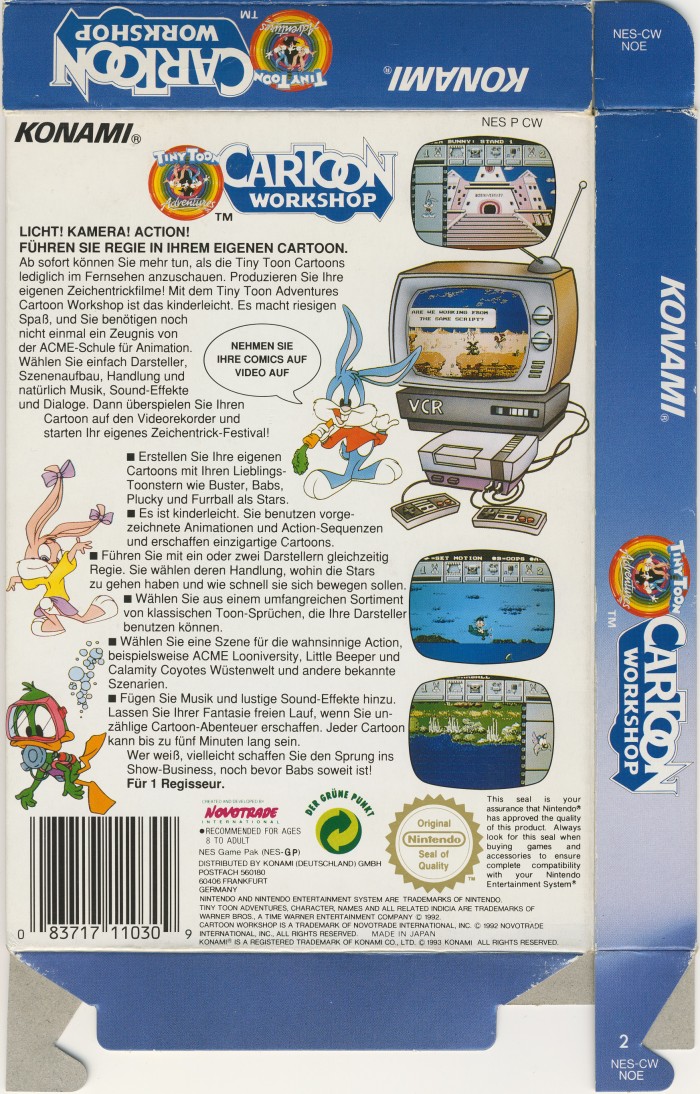 NES-CW
NOE
TINY TOON
Adventures
CARTOON
WORKSHOP
TM
KONAMI®
KONAMI®
NES P CW
TINY TOON
Adventures
TM
CARTOON
WORKSHOP
BUNNY: STAND 1
LICHT! KAMERA! ACTION!
FÜHREN SIE REGIE IN IHREM EIGENEN CARTOON.
Ab sofort können Sie mehr tun, als die Tiny Toon Cartoons
lediglich im Fernsehen anzuschauen. Produzieren Sie Ihre
eigenen Zeichentrickfilme! Mit dem Tiny Toon Adventures
Cartoon Workshop ist das kinderleicht. Es macht riesigen
Spaß, und Sie benötigen noch
nicht einmal ein Zeugnis von
der ACME-Schule für Animation.
Wählen Sie einfach Darsteller,
Szenenaufbau, Handlung und
natürlich Musik, Sound-Effekte
und Dialoge. Dann überspielen Sie Ihren
Cartoon auf den Videorekorder und
starten Ihr eigenes Zeichentrick-Festival!
NEHMEN SIE
IHRE COMICS AUF
VIDEO AUF
ARE WE WORKING FROM
THE SAME SCRIPT?
VCR
■ Erstellen Sie Ihre eigenen
Cartoons mit Ihren Lieblings-
Toonstern wie Buster, Babs,
Plucky und Furrball als Stars.
■ Es ist kinderleicht. Sie benutzen vorge-
zeichnete Animationen und Action-Sequenzen
und erschaffen einzigartige Cartoons.
■ Führen Sie mit ein oder zwei Darstellern gleichzeitig
Regie. Sie wählen deren Handlung, wohin die Stars
zu gehen haben und wie schnell sie sich bewegen sollen.
■ Wählen Sie aus einem umfangreichen Sortiment
von klassischen Toon-Sprüchen, die Ihre Darsteller
benutzen können.
■ Wählen Sie eine Szene für die wahnsinnige Action,
beispielsweise ACME Looniversity, Little Beeper und
Calamity Coyotes Wüstenwelt und andere bekannte
Szenarien.
■ Fügen Sie Musik und lustige Sound-Effekte hinzu.
Lassen Sie Ihrer Fantasie freien Lauf, wenn Sie un-
zählige Cartoon-Abenteuer erschaffen. Jeder Cartoon
kann bis zu fünf Minuten lang sein.
Wer weiß, vielleicht schaffen Sie den Sprung ins
Show-Business, noch bevor Babs soweit ist!
Für 1 Regisseur.
SET MOTION
CREATED AND DEVELOPED BY
NOVOTRADE
INTERNATIONAL
●RECOMMENDED FOR AGES
8 TO ADULT
NES Game Pak (NES-GP)
DISTRIBUTED BY KONAMI (DEUTSCHLAND) GMBH
POSTFACH 560180
60406 FRANKFURT
GERMANY
DER GRÜNE PUNKT
Original
Nintendo
Seal of
Quality
TM
This seal is your
assurance that Nintendo®
has approved the quality
of this product. Always
look for this seal when
buying games and
accessories to ensure
complete compatibility
with your Nintendo
Entertainment System®
NINTENDO AND NINTENDO ENTERTAINMENT SYSTEM ARE TRADEMARKS OF NINTENDO.
TINY TOON ADVENTURES, CHARACTER, NAMES AND ALL RELATED INDICIA ARE TRADEMARKS OF
WARNER BROS., A TIME WARNER ENTERTAINMENT COMPANY © 1992.
CARTOON WORKSHOP IS A TRADEMARK OF NOVOTRADE INTERNATIONAL, INC. © 1992 NOVOTRADE
INTERNATIONAL, INC., ALL RIGHTS RESERVED. MADE IN JAPAN
KONAMI® IS A REGISTERED TRADEMARK OF KONAMI CO., LTD. © 1993 KONAMI ALL RIGHTS RESERVED.
0 83717 11030 9
KONAMI®
TINY TOON
Adventures
TM
CARTOON
WORKSHOP
2
NES-CW
NOE